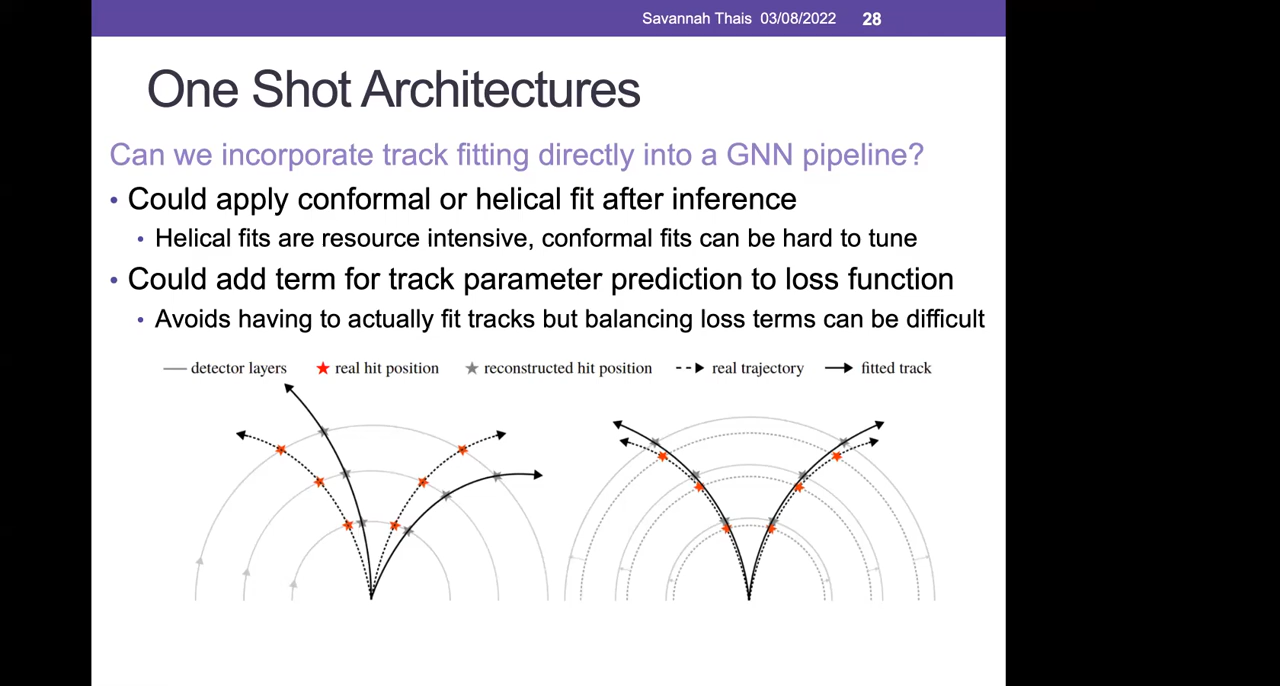 Savannah Thais 03/08/2022 28
One Shot Architectures
Can we incorporate track fitting directly into a GNN pipeline?
• Could apply conformal or helical fit after inference
• Helical fits are resource intensive, conformal fits can be hard to tune
• Could add term for track parameter prediction to loss function
• Avoids having to actually fit tracks but balancing loss terms can be difficult
detector layers real hit position reconstructed hit position real trajectory fitted track